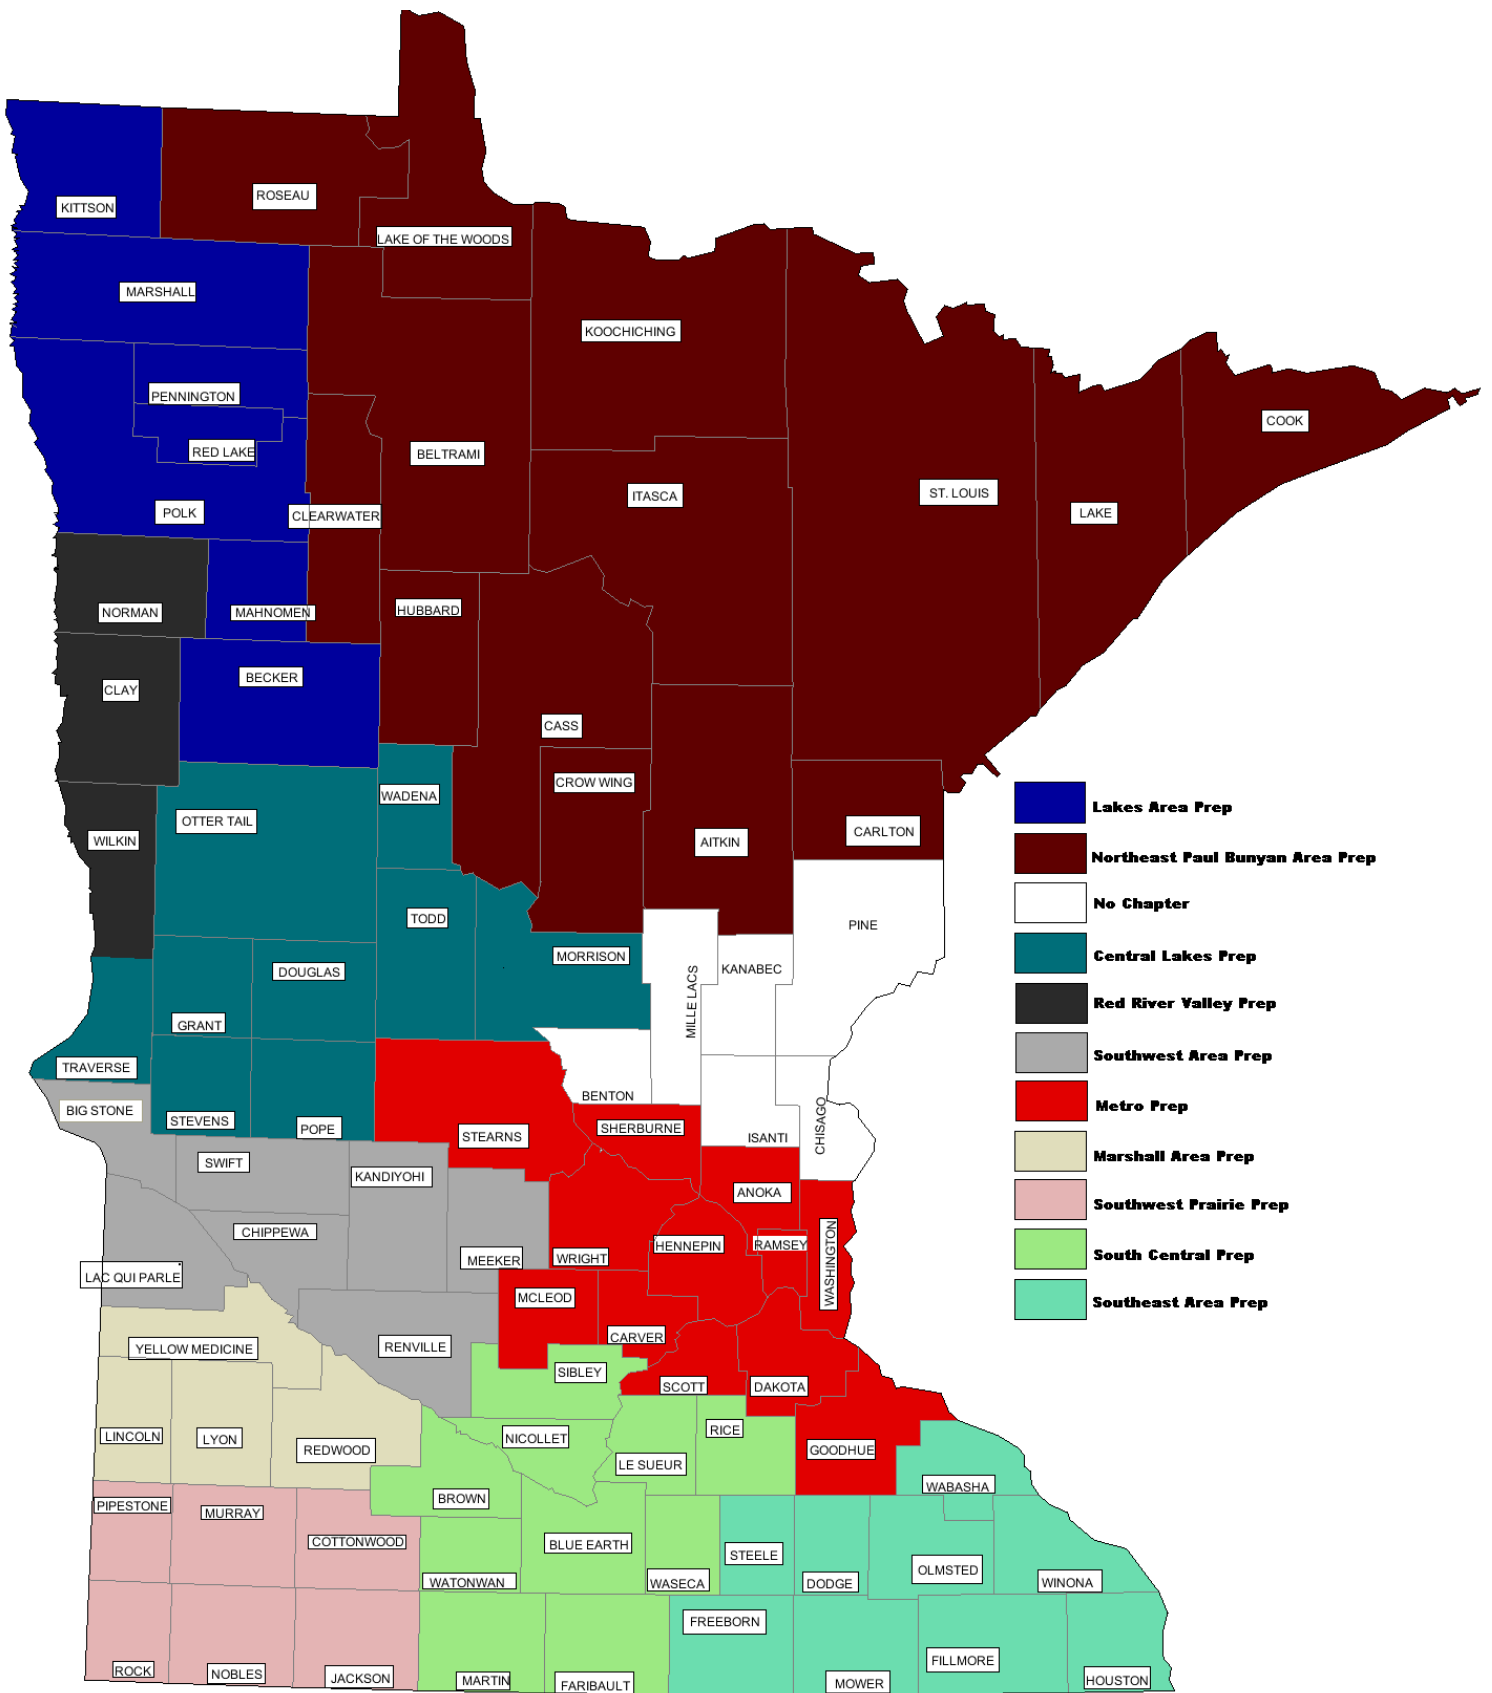 KITTSON
ROSEAU
LAKE OF THE WOODS
MARSHALL
KOOCHICHING
PENNINGTON
COOK
RED LAKE
BELTRAMI
ITASCA
ST. LOUIS
LAKE
POLK
CLEARWATER
NORMAN
MAHNOMEN
HUBBARD
BECKER
CLAY
CASS
CROW WING
WADENA
OTTER TAIL
WILKIN
AITKIN
CARLTON
TODD
PINE
MORRISON
KANABEC
DOUGLAS
MILLE LACS
GRANT
TRAVERSE
BENTON
BIG STONE
STEVENS
POPE
STEARNS
SHERBURNE
ISANTI
CHISAGO
SWIFT
KANDIYOHI
ANOKA
CHIPPEWA
MEEKER
WRIGHT
HENNEPIN
RAMSEY
WASHINGTON
LAC QUI PARLE
MCLEOD
CARVER
YELLOW MEDICINE
RENVILLE
SIBLEY
SCOTT
DAKOTA
LINCOLN
LYON
REDWOOD
NICOLLET
RICE
LE SUEUR
GOODHUE
WABASHA
PIPESTONE
MURRAY
BROWN
COTTONWOOD
BLUE EARTH
STEELE
WATONWAN
WASECA
DODGE
OLMSTED
WINONA
FREEBORN
FILLMORE
ROCK
NOBLES
JACKSON
MARTIN
FARIBAULT
MOWER
HOUSTON
Lakes Area Prep
Northeast Paul Bunyan Area Prep
No Chapter
Central Lakes Prep
Red River Valley Prep
Southwest Area Prep
Metro Prep
Marshall Area Prep
Southwest Prairie Prep
South Central Prep
Southeast Area Prep